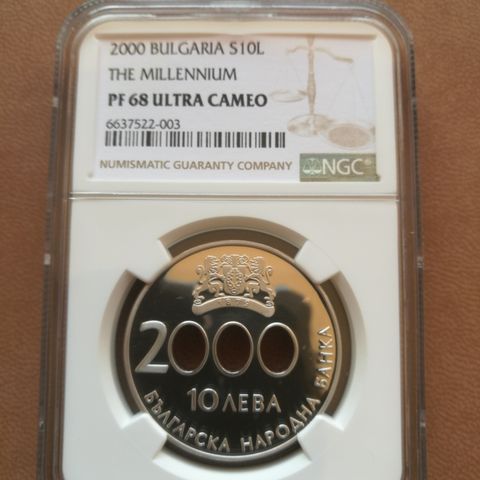 2000 BULGARIA S10L
THE MILLENNIUM
PF 68 ULTRA CAMEO
6637522-003
NUMISMATIC GUARANTY COMPANY
NGC
1879
2000
10 ЛЕВА
БЪЛГАРСКА НАРОДНА БАНКА